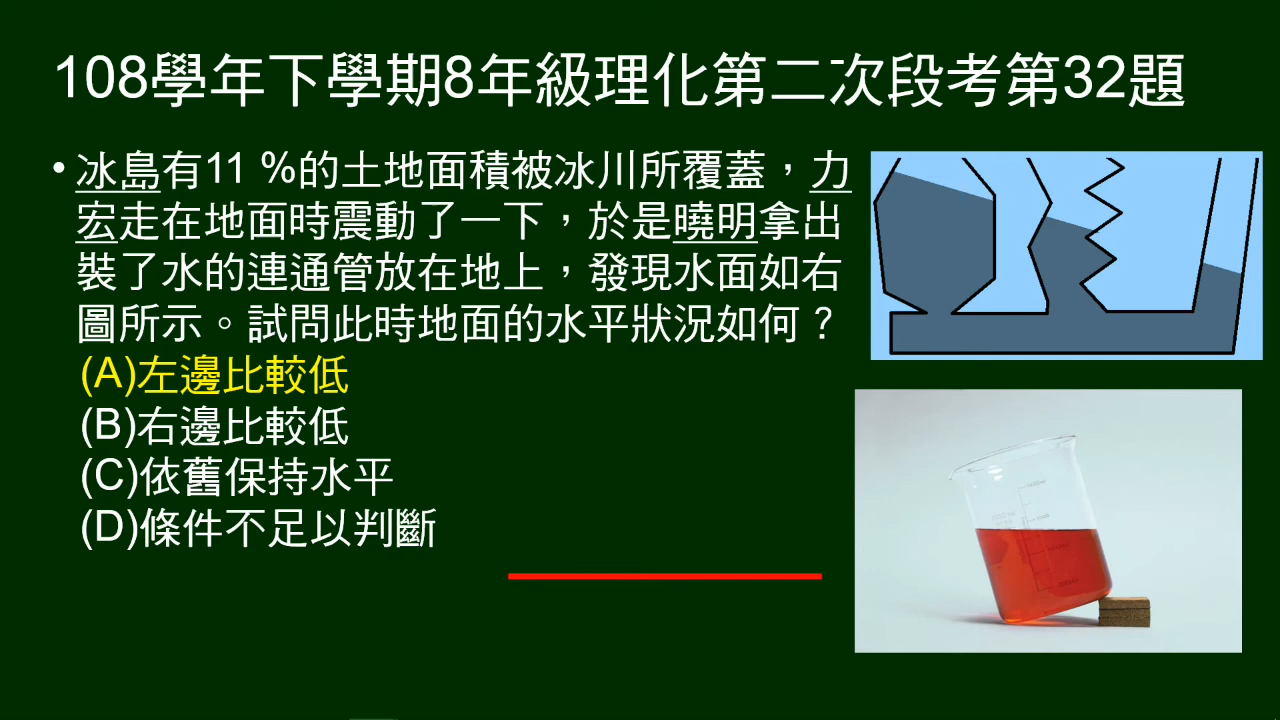 108學年下學期8年級理化第二次段考第32題
• 冰島有11 %的土地面積被冰川所覆蓋，力
宏走在地面時震動了一下，於是曉明拿出
裝了水的連通管放在地上，發現水面如右
圖所示。試問此時地面的水平狀況如何？
(A)左邊比較低
(B)右邊比較低
(C)依舊保持水平
(D)條件不足以判斷